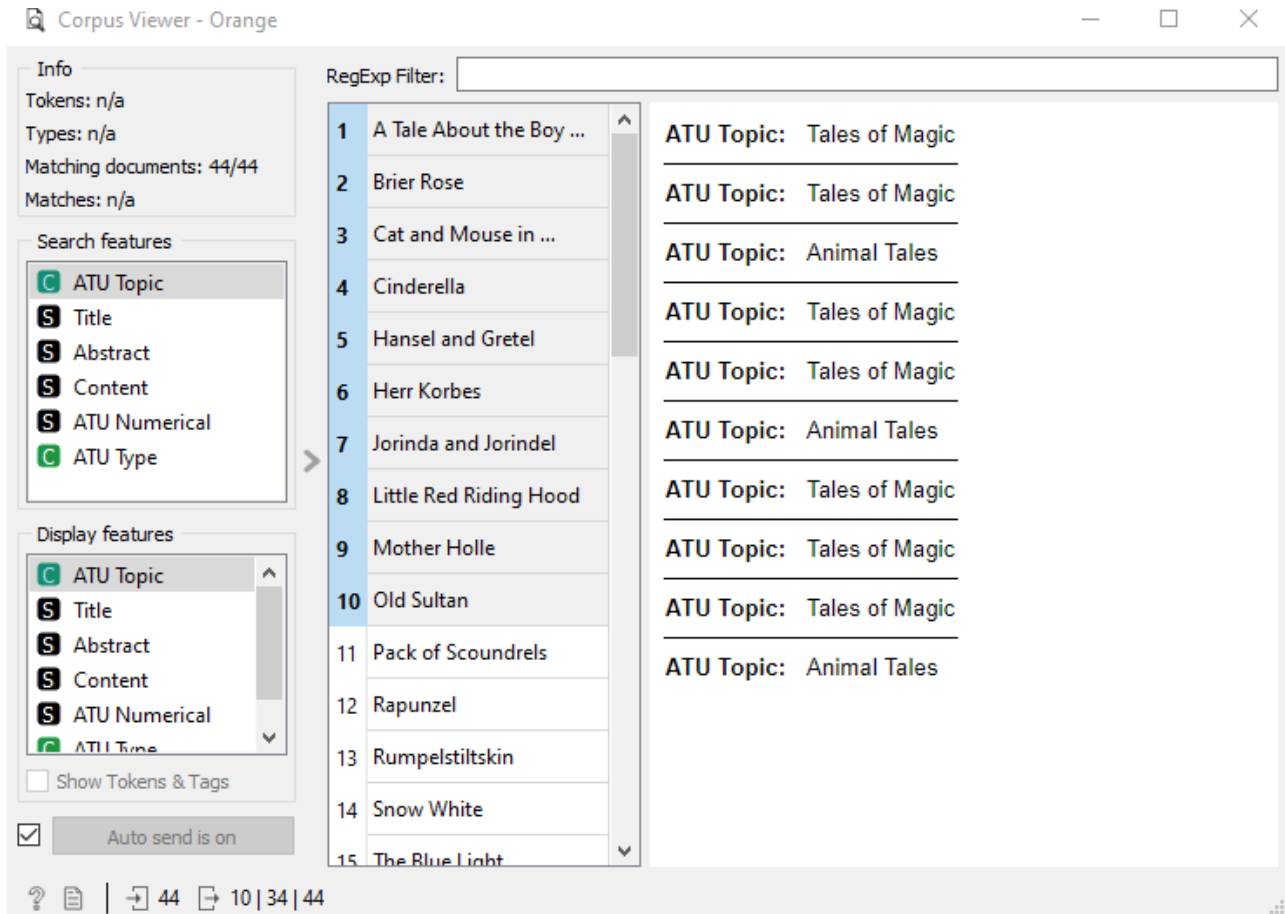 Corpus Viewer - Orange
Info
Tokens: n/a
Types: n/a
Matching documents: 44/44
Matches: n/a
Search features
C ATU Topic
S Title
S Abstract
S Content
S ATU Numerical
C ATU Type
Display features
C ATU Topic
S Title
S Abstract
S Content
S ATU Numerical
C ATU Type
Show Tokens & Tags
Auto send is on
RegExp Filter:
1 A Tale About the Boy ...
2 Brier Rose
3 Cat and Mouse in ...
4 Cinderella
5 Hansel and Gretel
6 Herr Korbes
7 Jorinda and Jorindel
8 Little Red Riding Hood
9 Mother Holle
10 Old Sultan
11 Pack of Scoundrels
12 Rapunzel
13 Rumpelstiltskin
14 Snow White
15 The Blue Light
ATU Topic: Tales of Magic
ATU Topic: Tales of Magic
ATU Topic: Animal Tales
ATU Topic: Tales of Magic
ATU Topic: Tales of Magic
ATU Topic: Animal Tales
ATU Topic: Tales of Magic
ATU Topic: Tales of Magic
ATU Topic: Tales of Magic
ATU Topic: Animal Tales
? 44 10 | 34 | 44